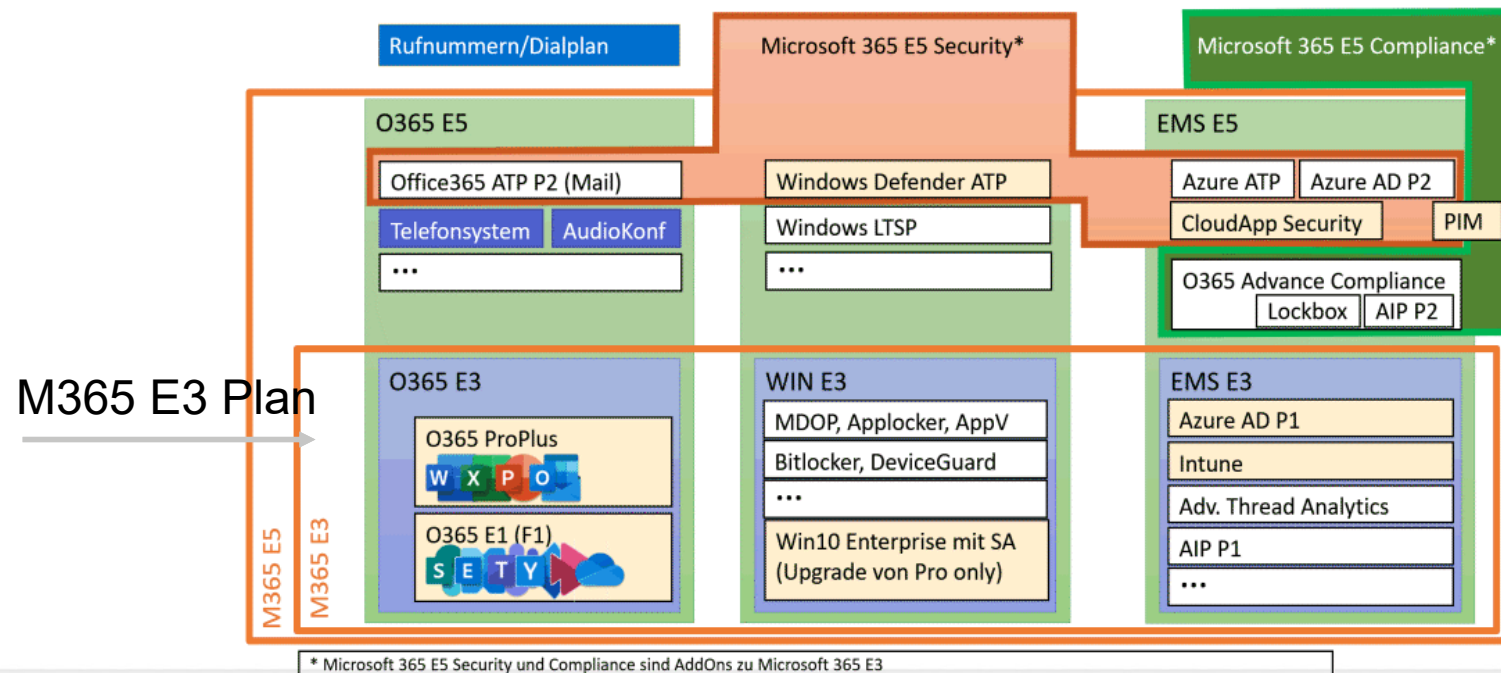 Rufnummern/Dialplan
Microsoft 365 E5 Security*
Microsoft 365 E5 Compliance*
O365 E5
Office365 ATP P2 (Mail)
Telefonsystem
AudioKonf
...
Windows Defender ATP
Windows LTSP
...
EMS E5
Azure ATP
Azure AD P2
CloudApp Security
PIM
O365 Advance Compliance
Lockbox
AIP P2
M365 E3 Plan
M365 E5
M365 E3
O365 E3
O365 ProPlus
W X P O
O365 E1 (F1)
S E T Y
WIN E3
MDOP, Applocker, AppV
Bitlocker, DeviceGuard
...
Win10 Enterprise mit SA
(Upgrade von Pro only)
EMS E3
Azure AD P1
Intune
Adv. Thread Analytics
AIP P1
...
* Microsoft 365 E5 Security und Compliance sind AddOns zu Microsoft 365 E3